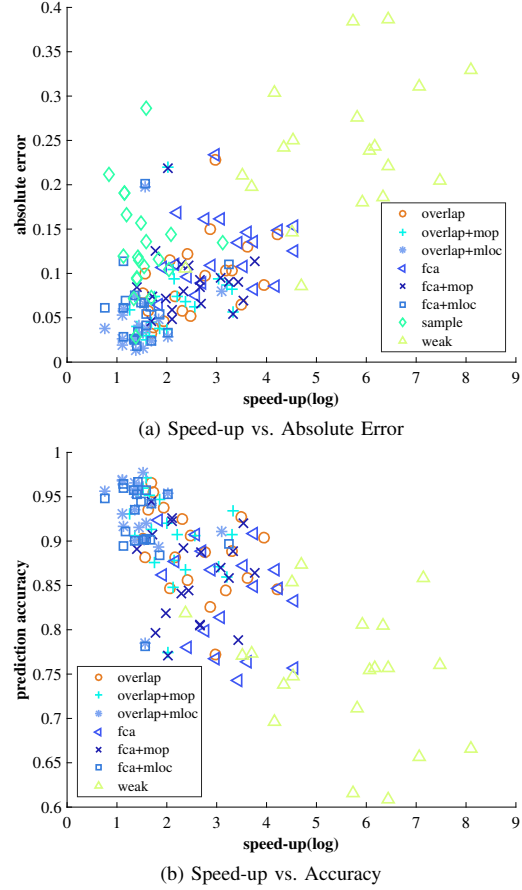 0.4
0.35
0.3
0.25
0.2
0.15
0.1
0.05
0
absolute error
overlap
overlap+mop
overlap+mloc
fca
fca+mop
fca+mloc
sample
weak
0 1 2 3 4 5 6 7 8 9
speed-up(log)
(a) Speed-up vs. Absolute Error
1
0.95
0.9
0.85
0.8
0.75
0.7
0.65
0.6
prediction accuracy
overlap
overlap+mop
overlap+mloc
fca
fca+mop
fca+mloc
weak
0 1 2 3 4 5 6 7 8 9
speed-up(log)
(b) Speed-up vs. Accuracy